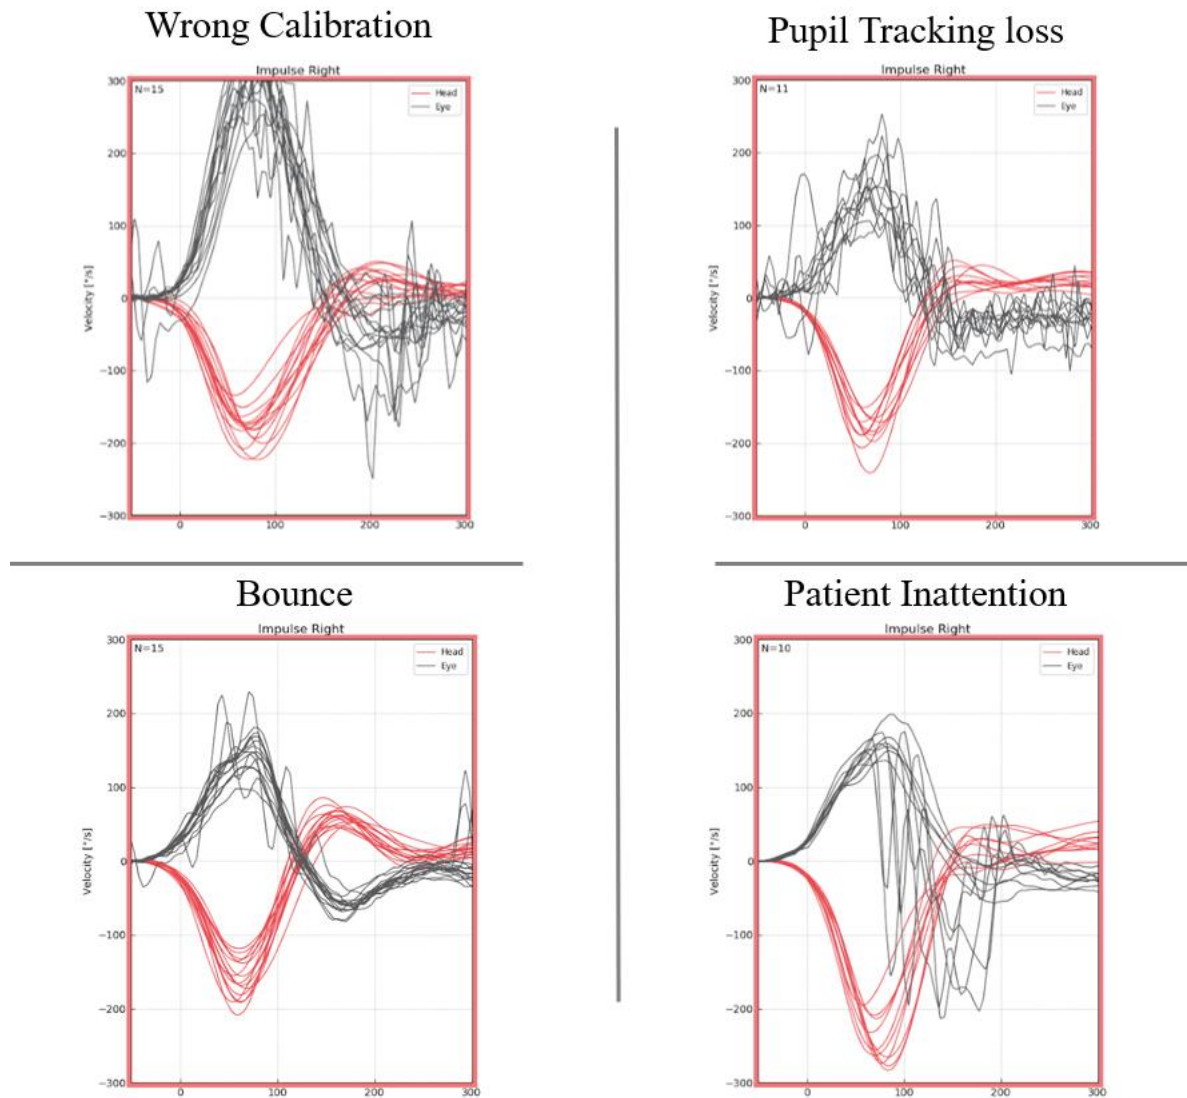 Wrong Calibration
Impulse Right
N=15
Head
Eye
300
200
100
0
−100
−200
−300
Velocity [°/s]
0
100
200
300
Pupil Tracking loss
Impulse Right
N=11
Head
Eye
300
200
100
0
−100
−200
−300
Velocity [°/s]
0
100
200
300
Bounce
Impulse Right
N=15
Head
Eye
300
200
100
0
−100
−200
−300
Velocity [°/s]
0
100
200
300
Patient Inattention
Impulse Right
N=10
Head
Eye
300
200
100
0
−100
−200
−300
Velocity [°/s]
0
100
200
300